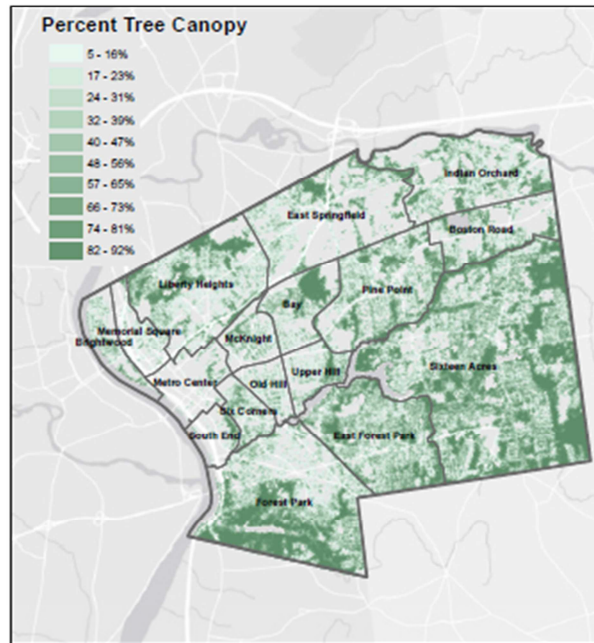 Percent Tree Canopy
5 - 16%
17 - 23%
24 - 31%
32 - 39%
40 - 47%
48 - 56%
57 - 65%
66 - 73%
74 - 81%
82 - 92%
Indian Orchard
East Springfield
Boston Road
Liberty Heights
Pine Point
Bay
Memorial Square
Brightwood
McKnight
Sixteen Acres
Upper Hill
Metro Center
Old Hill
Six Corners
South End
East Forest Park
Forest Park